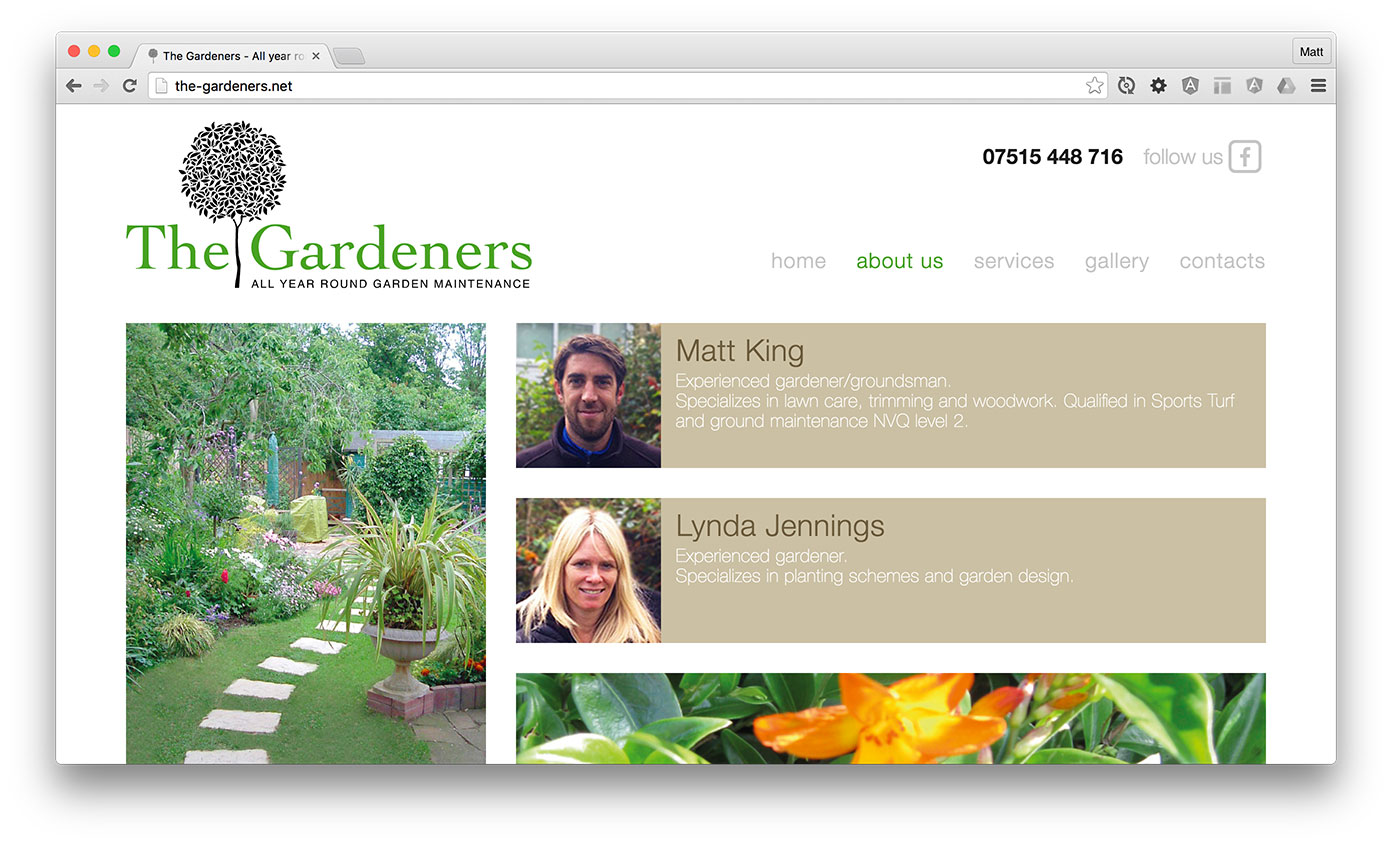 The Gardeners - All year ro
Matt
the-gardeners.net
07515 448 716 follow us
The Gardeners
ALL YEAR ROUND GARDEN MAINTENANCE
home about us services gallery contacts
Matt King
Experienced gardener/groundsman.
Specializes in lawn care, trimming and woodwork. Qualified in Sports Turf
and ground maintenance NVQ level 2.
Lynda Jennings
Experienced gardener.
Specializes in planting schemes and garden design.